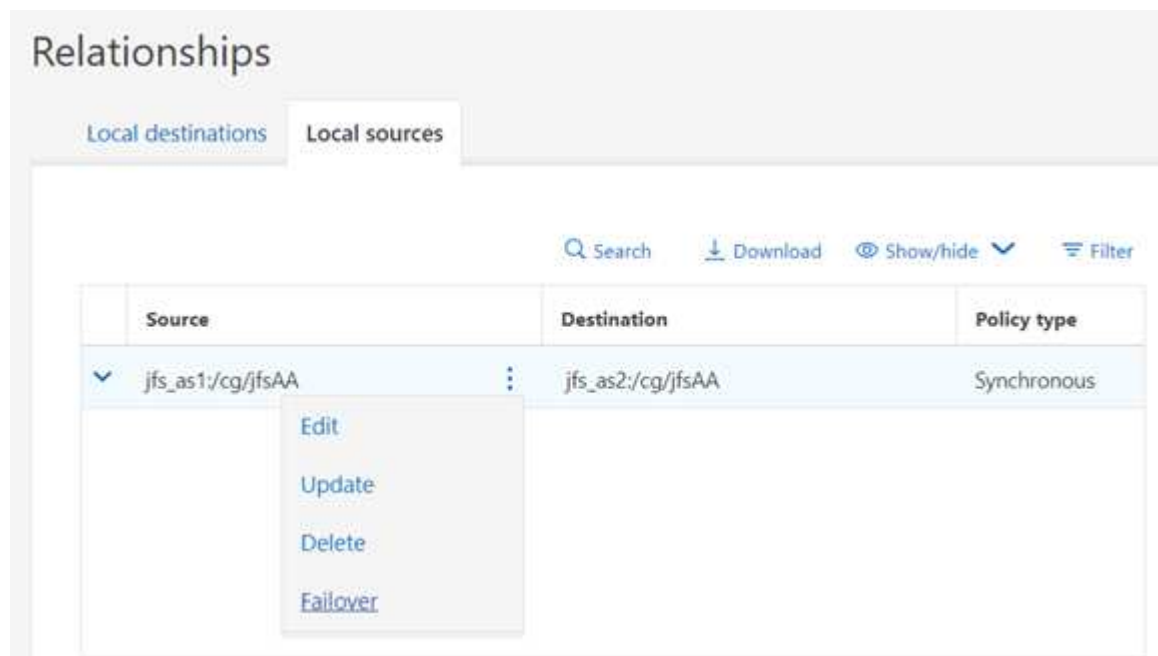 Relationships
Local destinations Local sources
Search Download Show/hide Filter
Source Destination Policy type
jfs_as1:/cg/jfsAA jfs_as2:/cg/jfsAA Synchronous
Edit
Update
Delete
Failover